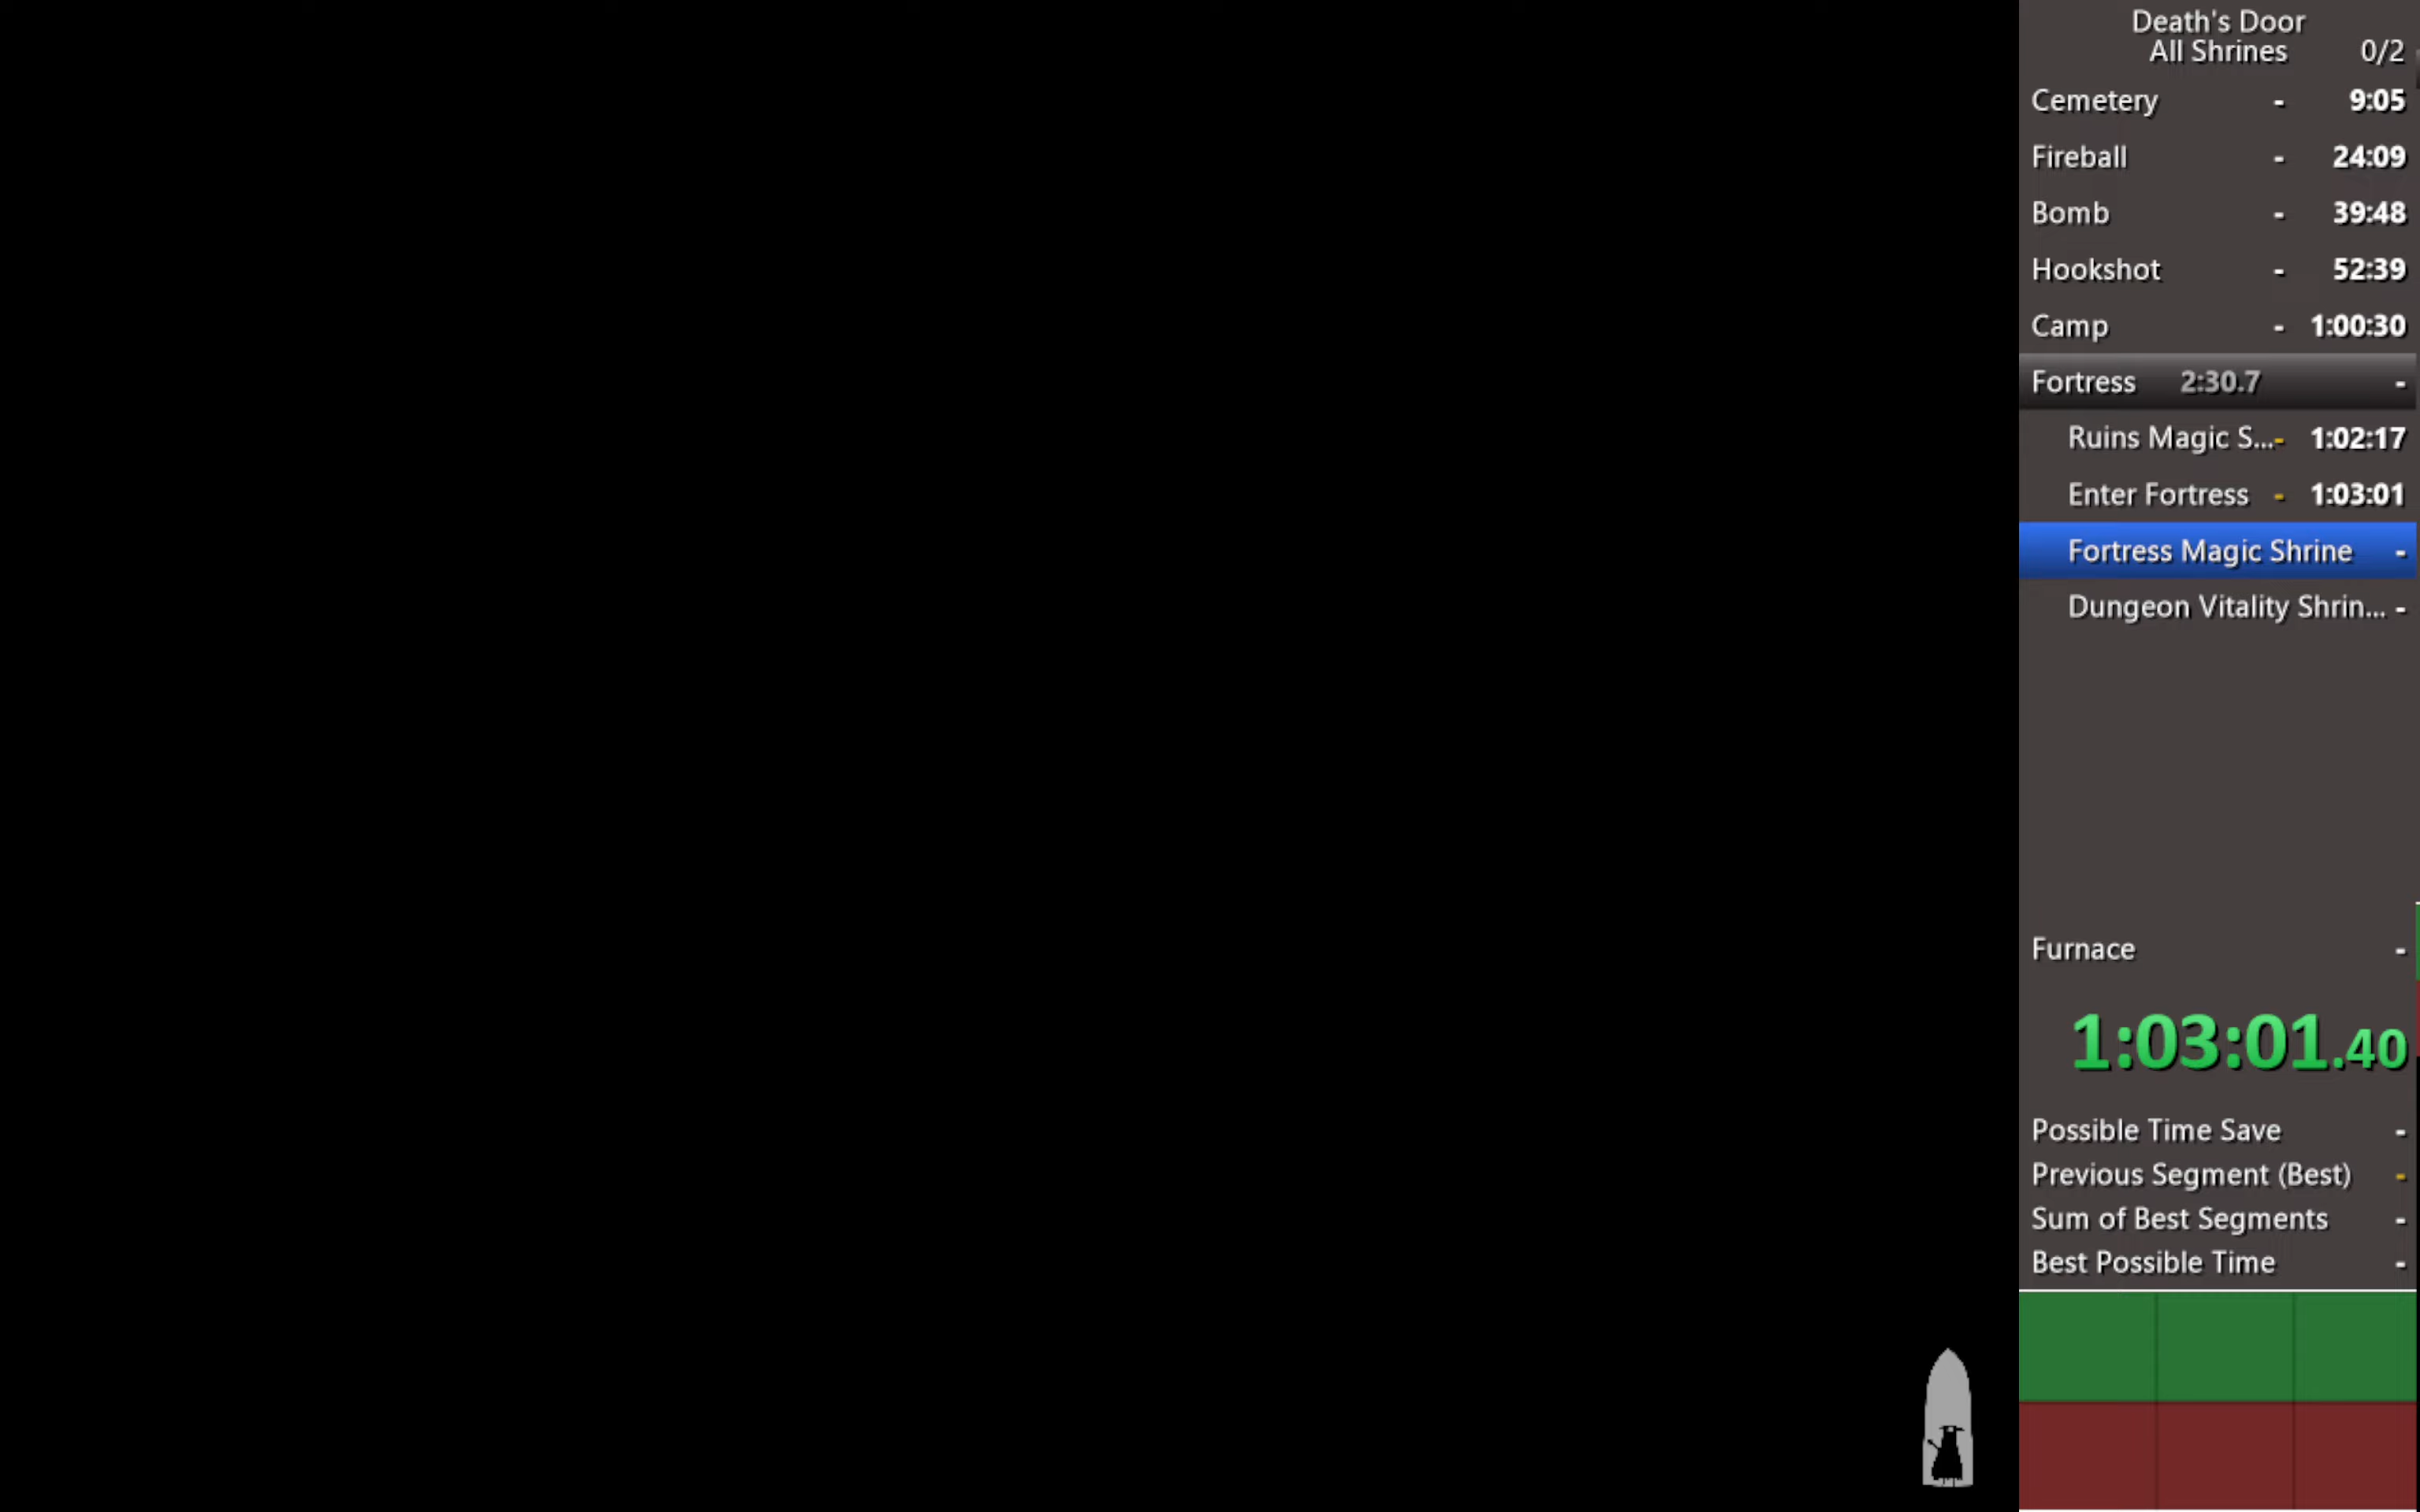 Death's Door
All Shrines 0/2
Cemetery - 9:05
Fireball - 24:09
Bomb - 39:48
Hookshot - 52:39
Camp - 1:00:30
Fortress 2:30.7 -
Ruins Magic S... - 1:02:17
Enter Fortress - 1:03:01
Fortress Magic Shrine -
Dungeon Vitality Shrin... -
Furnace -
1:03:01.40
Possible Time Save -
Previous Segment (Best) -
Sum of Best Segments -
Best Possible Time -